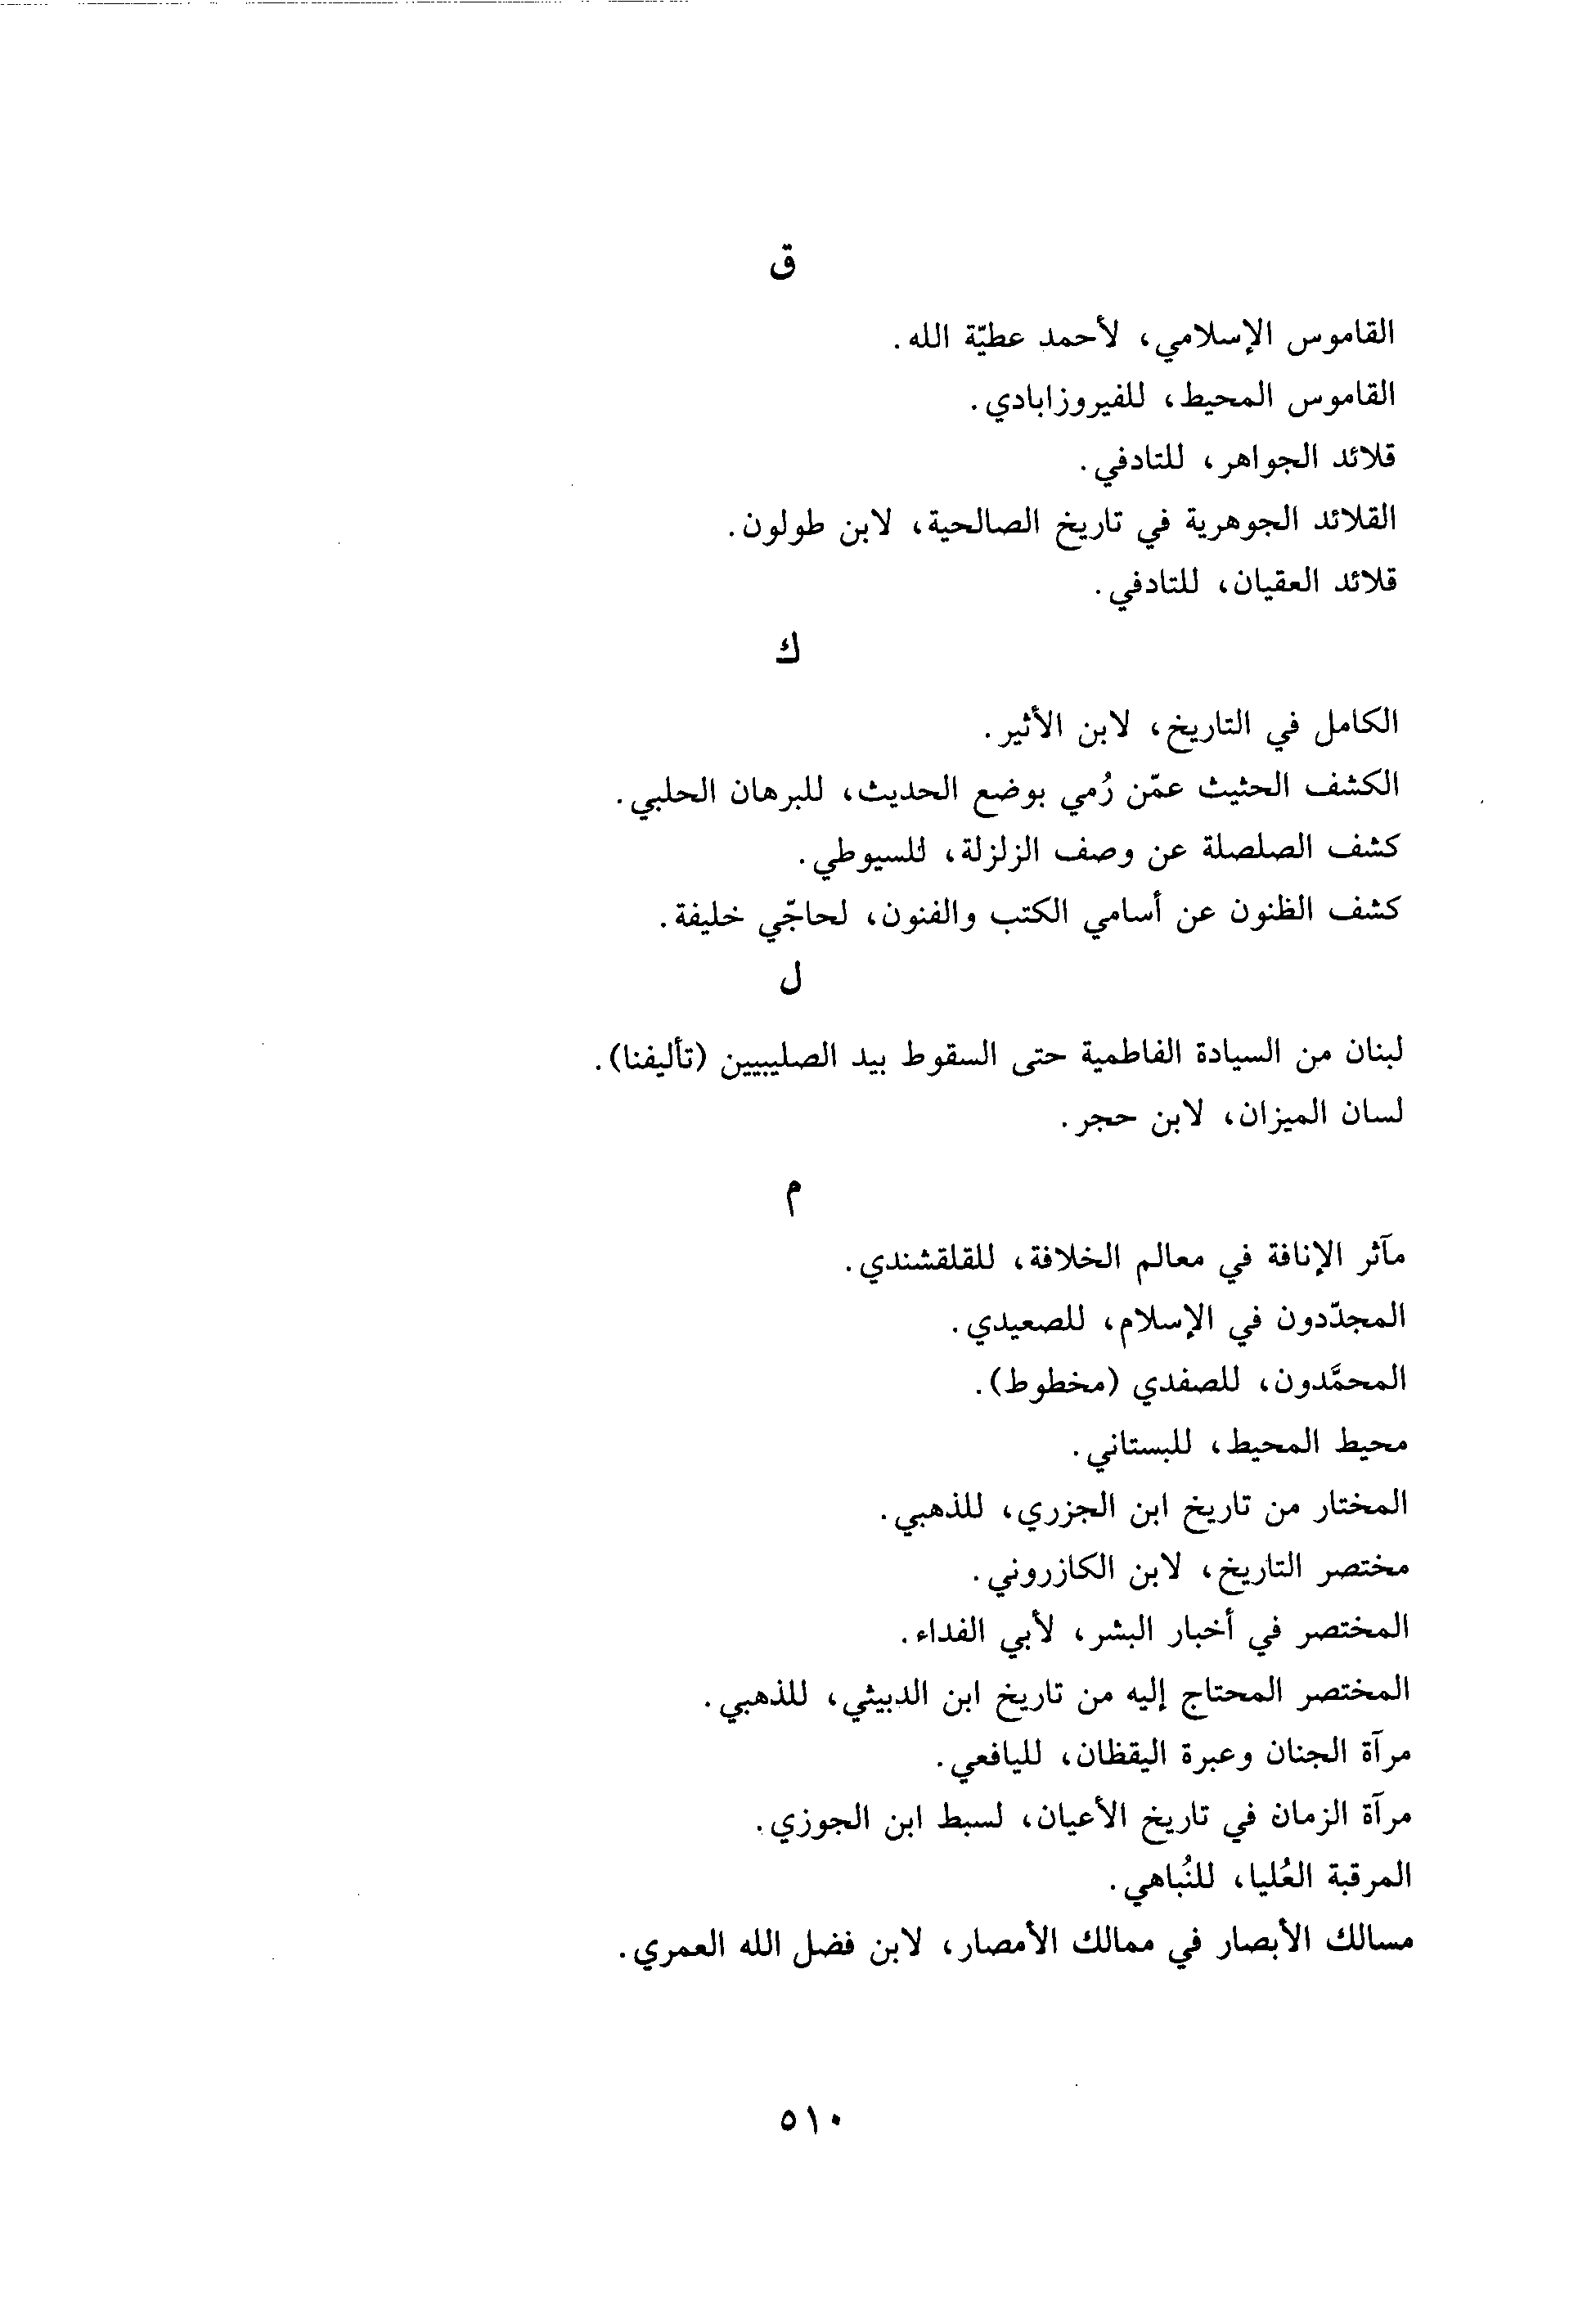 ق
القاموس الإسلامي، لأحمد عطيّة الله.
القاموس المحيط، للفيروزابادي.
قلائد الجواهر، للتادفي.
القلائد الجوهرية في تاريخ الصالحية، لابن طولون.
قلائد العقيان، للتادفي.
ك
الكامل في التاريخ، لابن الأثير.
الكشف الحثيث عمّن رُمي بوضع الحديث، للبرهان الحلبي.
كشف الصلصلة عن وصف الزلزلة، للسيوطي.
كشف الظنون عن أسامي الكتب والفنون، لحاجّي خليفة.
ل
لبنان من السيادة الفاطمية حتى السقوط بيد الصليبيين (تأليفنا).
لسان الميزان، لابن حجر.
م
مآثر الإنافة في معالم الخلافة، للقلقشندي.
المجدّدون في الإسلام، للصعيدي.
المحمَّدون، للصفدي (مخطوط).
محيط المحيط، للبستاني.
المختار من تاريخ ابن الجزري، للذهبي.
مختصر التاريخ، لابن الكازروني.
المختصر في أخبار البشر، لأبي الفداء.
المختصر المحتاج إليه من تاريخ ابن الدبيثي، للذهبي.
مرآة الجنان وعبرة اليقظان، لليافعي.
مرآة الزمان في تاريخ الأعيان، لسبط ابن الجوزي.
المرقبة العُليا، للنُباهي.
مسالك الأبصار في ممالك الأمصار، لابن فضل الله العمري.
٥١٠